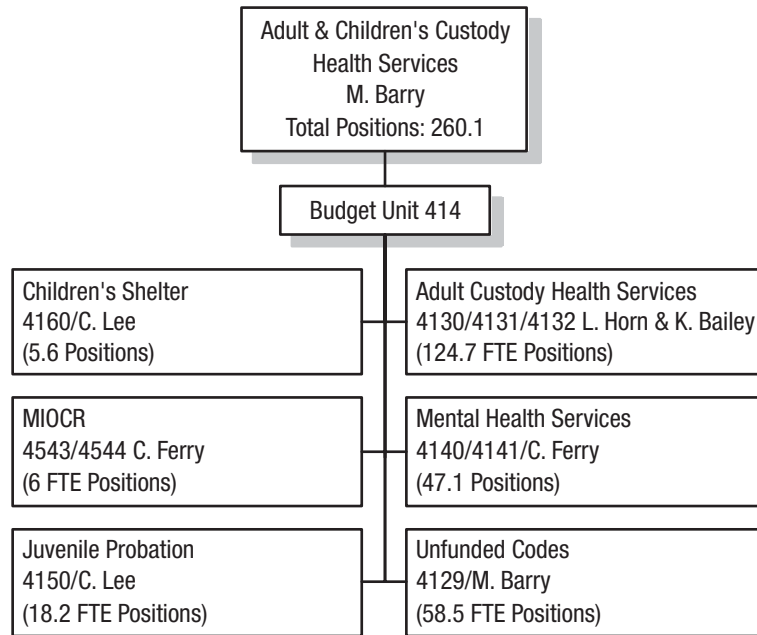 Adult & Children's Custody
Health Services
M. Barry
Total Positions: 260.1
Budget Unit 414
Children's Shelter
4160/C. Lee
(5.6 Positions)
Adult Custody Health Services
4130/4131/4132 L. Horn & K. Bailey
(124.7 FTE Positions)
MIOCR
4543/4544 C. Ferry
(6 FTE Positions)
Mental Health Services
4140/4141/C. Ferry
(47.1 Positions)
Juvenile Probation
4150/C. Lee
(18.2 FTE Positions)
Unfunded Codes
4129/M. Barry
(58.5 FTE Positions)